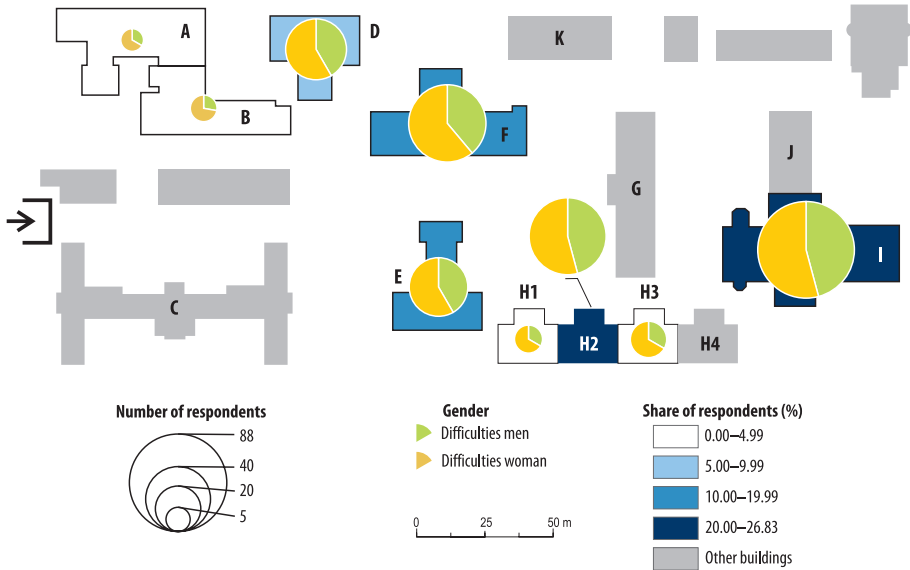 A
D
K
B
F
J
G
I
E
C
H1
H3
H2
H4
Number of respondents
88
40
20
5
Gender
Difficulties men
Difficulties woman
0 25 50 m
Share of respondents (%)
0.00–4.99
5.00–9.99
10.00–19.99
20.00–26.83
Other buildings